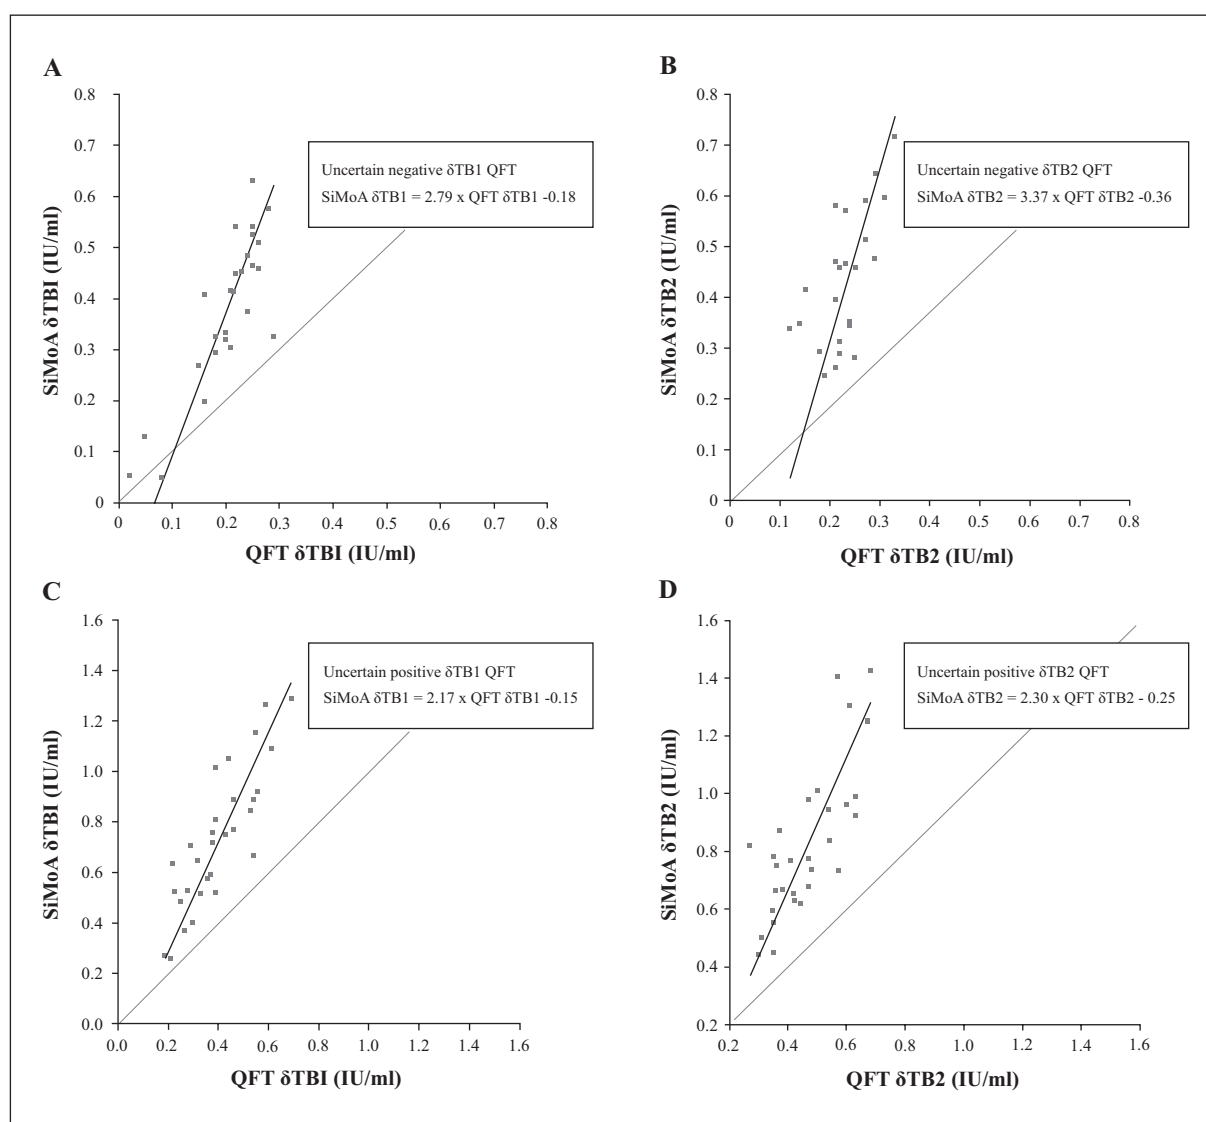 A
SiMoA δTBI (IU/ml)
0.8
0.7
0.6
0.5
0.4
0.3
0.2
0.1
0
Uncertain negative δTB1 QFT
SiMoA δTB1 = 2.79 x QFT δTB1 -0.18
0 0.1 0.2 0.3 0.4 0.5 0.6 0.7 0.8
QFT δTBI (IU/ml)
B
SiMoA δTB2 (IU/ml)
0.8
0.7
0.6
0.5
0.4
0.3
0.2
0.1
0
Uncertain negative δTB2 QFT
SiMoA δTB2 = 3.37 x QFT δTB2 -0.36
0 0.1 0.2 0.3 0.4 0.5 0.6 0.7 0.8
QFT δTB2 (IU/ml)
C
SiMoA δTBI (IU/ml)
1.6
1.4
1.2
1.0
0.8
0.6
0.4
0.2
0.0
Uncertain positive δTB1 QFT
SiMoA δTB1 = 2.17 x QFT δTB1 -0.15
0.0 0.2 0.4 0.6 0.8 1.0 1.2 1.4 1.6
QFT δTBI (IU/ml)
D
SiMoA δTB2 (IU/ml)
1.6
1.4
1.2
1.0
0.8
0.6
0.4
0.2
Uncertain positive δTB2 QFT
SiMoA δTB2 = 2.30 x QFT δTB2 - 0.25
0.2 0.4 0.6 0.8 1.0 1.2 1.4 1.6
QFT δTB2 (IU/ml)